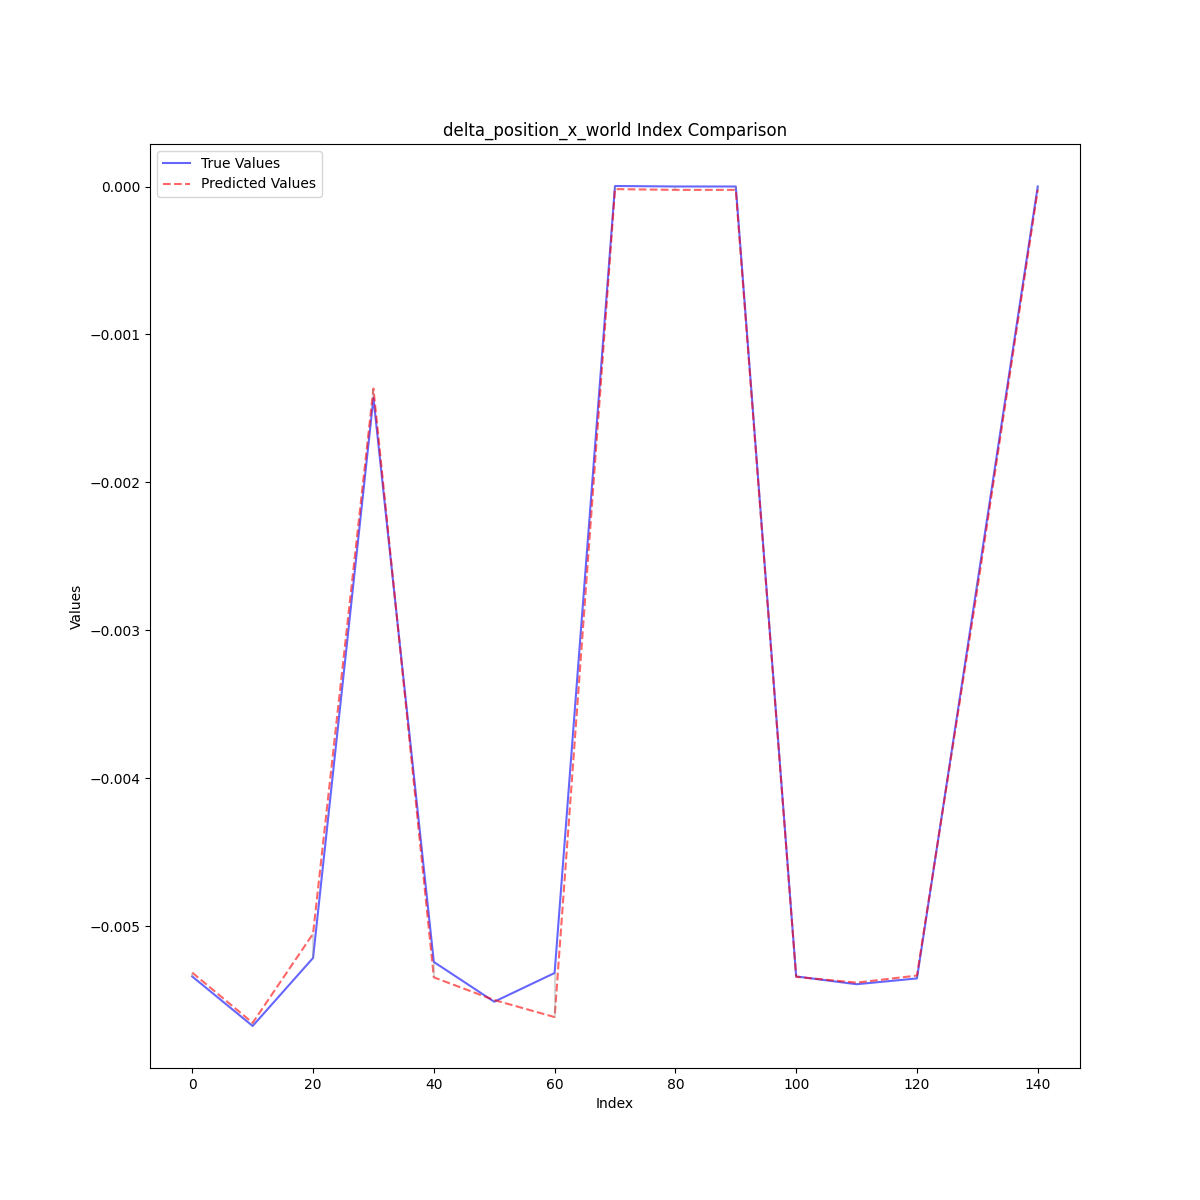 delta_position_x_world Index Comparison
True Values
Predicted Values
0.000
−0.001
−0.002
−0.003
−0.004
−0.005
Values
0 20 40 60 80 100 120 140
Index